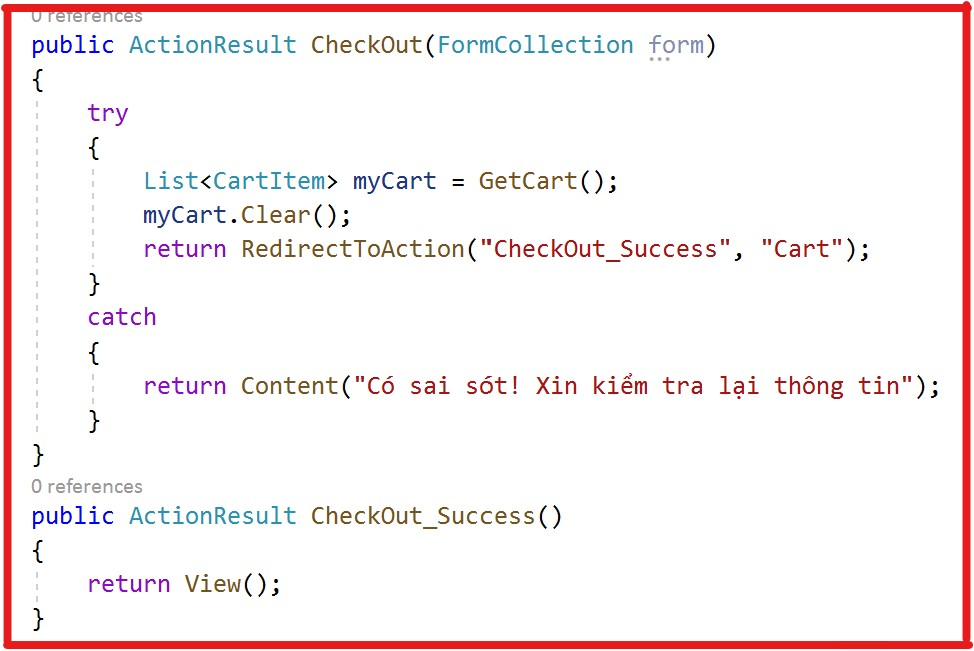 0 references
public ActionResult CheckOut(FormCollection form)
{
try
{
List<CartItem> myCart = GetCart();
myCart.Clear();
return RedirectToAction("CheckOut_Success", "Cart");
}
catch
{
return Content("Có sai sót! Xin kiểm tra lại thông tin");
}
}
0 references
public ActionResult CheckOut_Success()
{
return View();
}